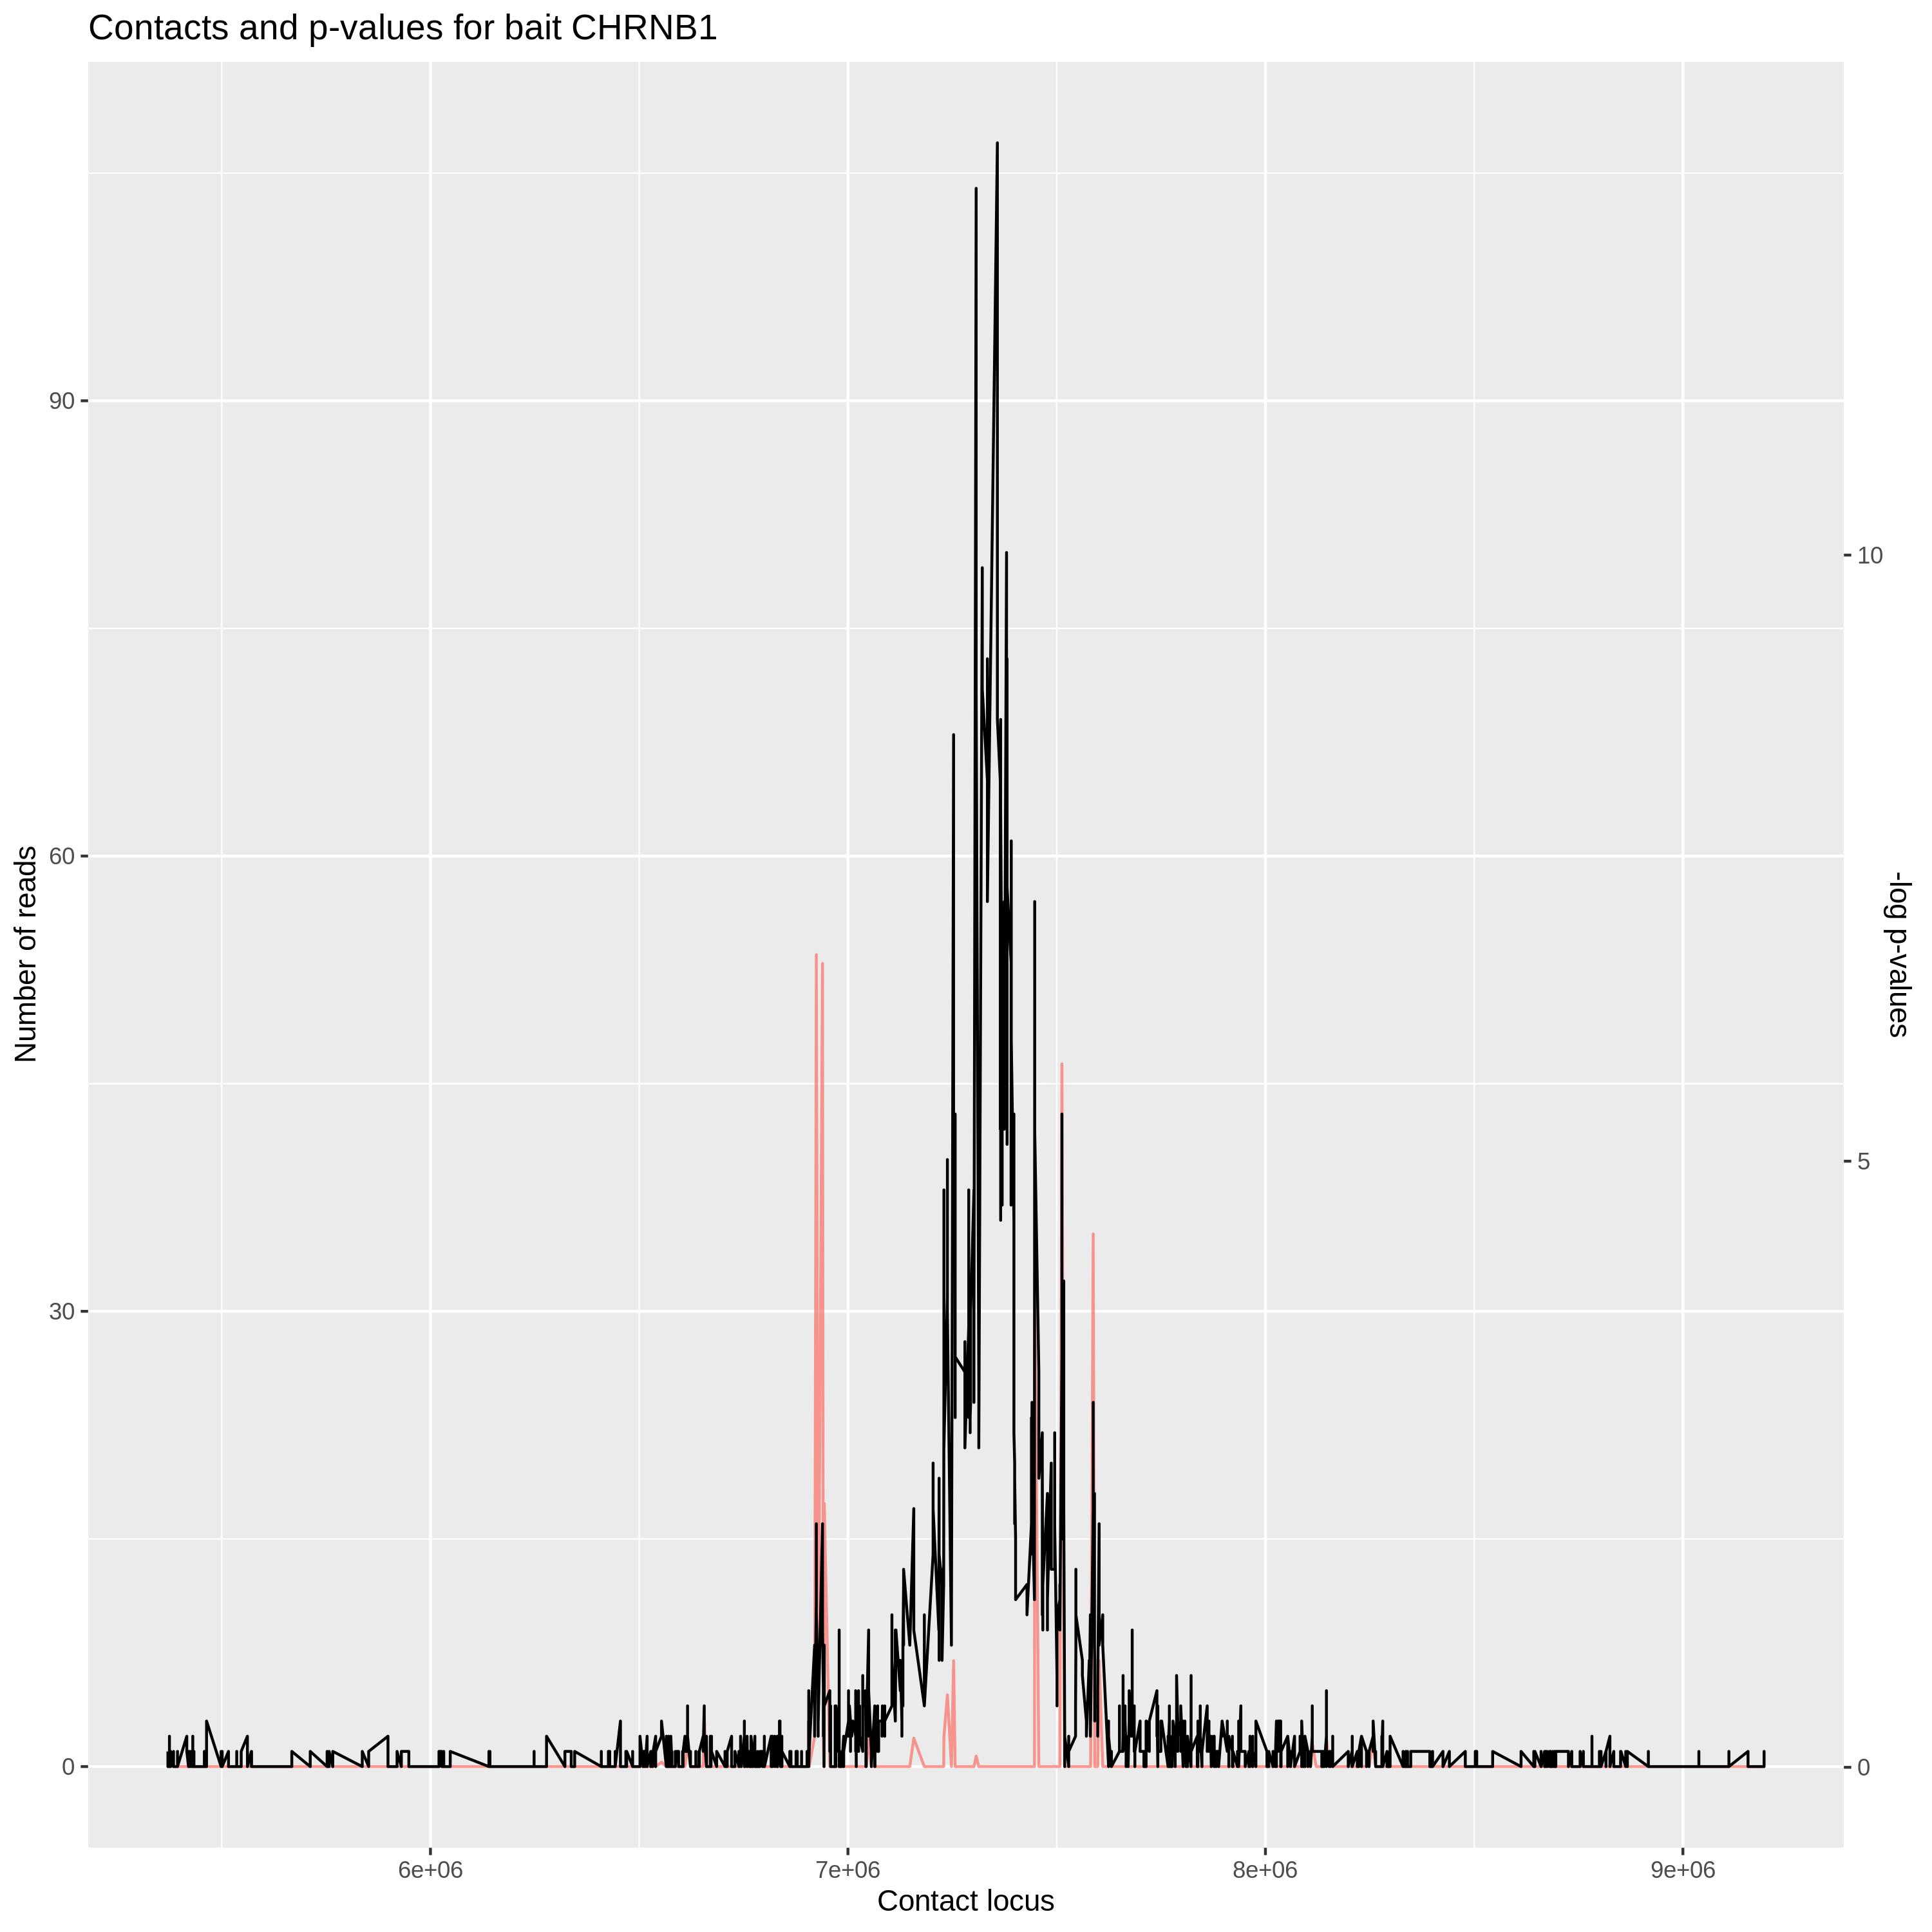 Contacts and p-values for bait CHRNB1
90
60
30
0
Number of reads
10
5
0
-log p-values
6e+06
7e+06
8e+06
9e+06
Contact locus